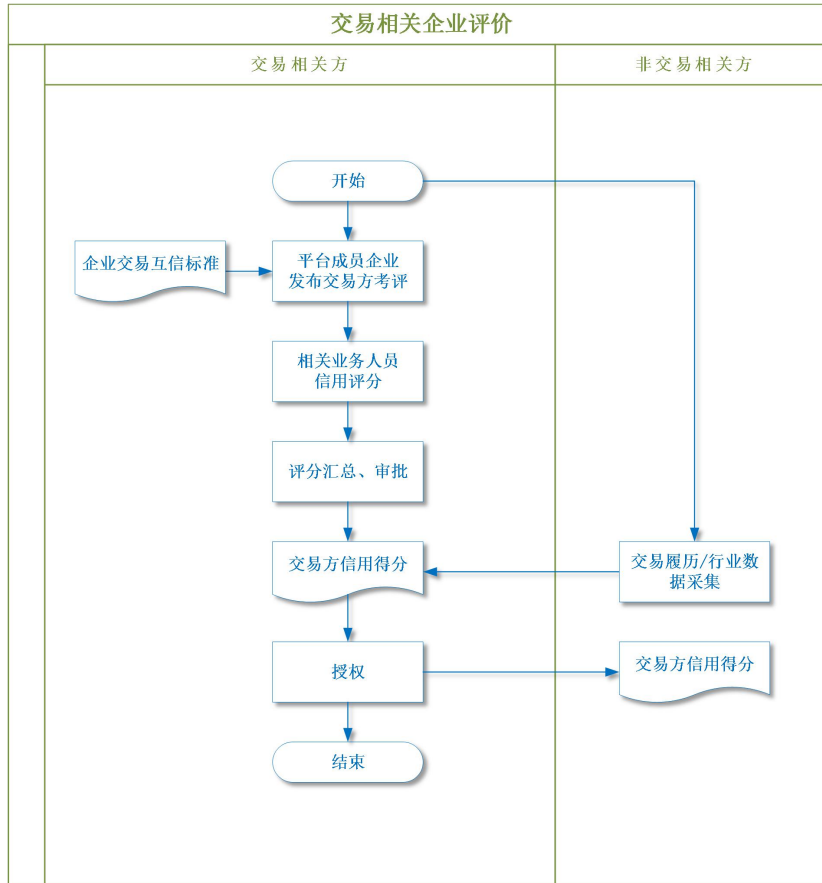 交易相关企业评价
交易相关方
非交易相关方
开始
企业交易互信标准
平台成员企业
发布交易方考评
相关业务人员
信用评分
评分汇总、审批
交易方信用得分
交易履历/行业数
据采集
授权
交易方信用得分
结束